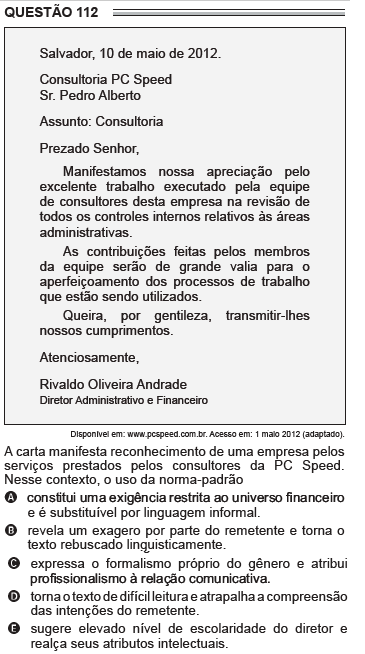 QUESTÃO 112
Salvador, 10 de maio de 2012.
Consultoria PC Speed
Sr. Pedro Alberto
Assunto: Consultoria
Prezado Senhor,
Manifestamos nossa apreciação pelo
excelente trabalho executado pela equipe
de consultores desta empresa na revisão de
todos os controles internos relativos às áreas
administrativas.
As contribuições feitas pelos membros
da equipe serão de grande valia para o
aperfeiçoamento dos processos de trabalho
que estão sendo utilizados.
Queira, por gentileza, transmitir-lhes
nossos cumprimentos.
Atenciosamente,
Rivaldo Oliveira Andrade
Diretor Administrativo e Financeiro
Disponível em: www.pcspeed.com.br. Acesso em: 1 maio 2012 (adaptado).
A carta manifesta reconhecimento de uma empresa pelos
serviços prestados pelos consultores da PC Speed.
Nesse contexto, o uso da norma-padrão
A constitui uma exigência restrita ao universo financeiro
e é substituível por linguagem informal.
B revela um exagero por parte do remetente e torna o
texto rebuscado linguisticamente.
C expressa o formalismo próprio do gênero e atribui
profissionalismo à relação comunicativa.
D torna o texto de difícil leitura e atrapalha a compreensão
das intenções do remetente.
E sugere elevado nível de escolaridade do diretor e
realça seus atributos intelectuais.